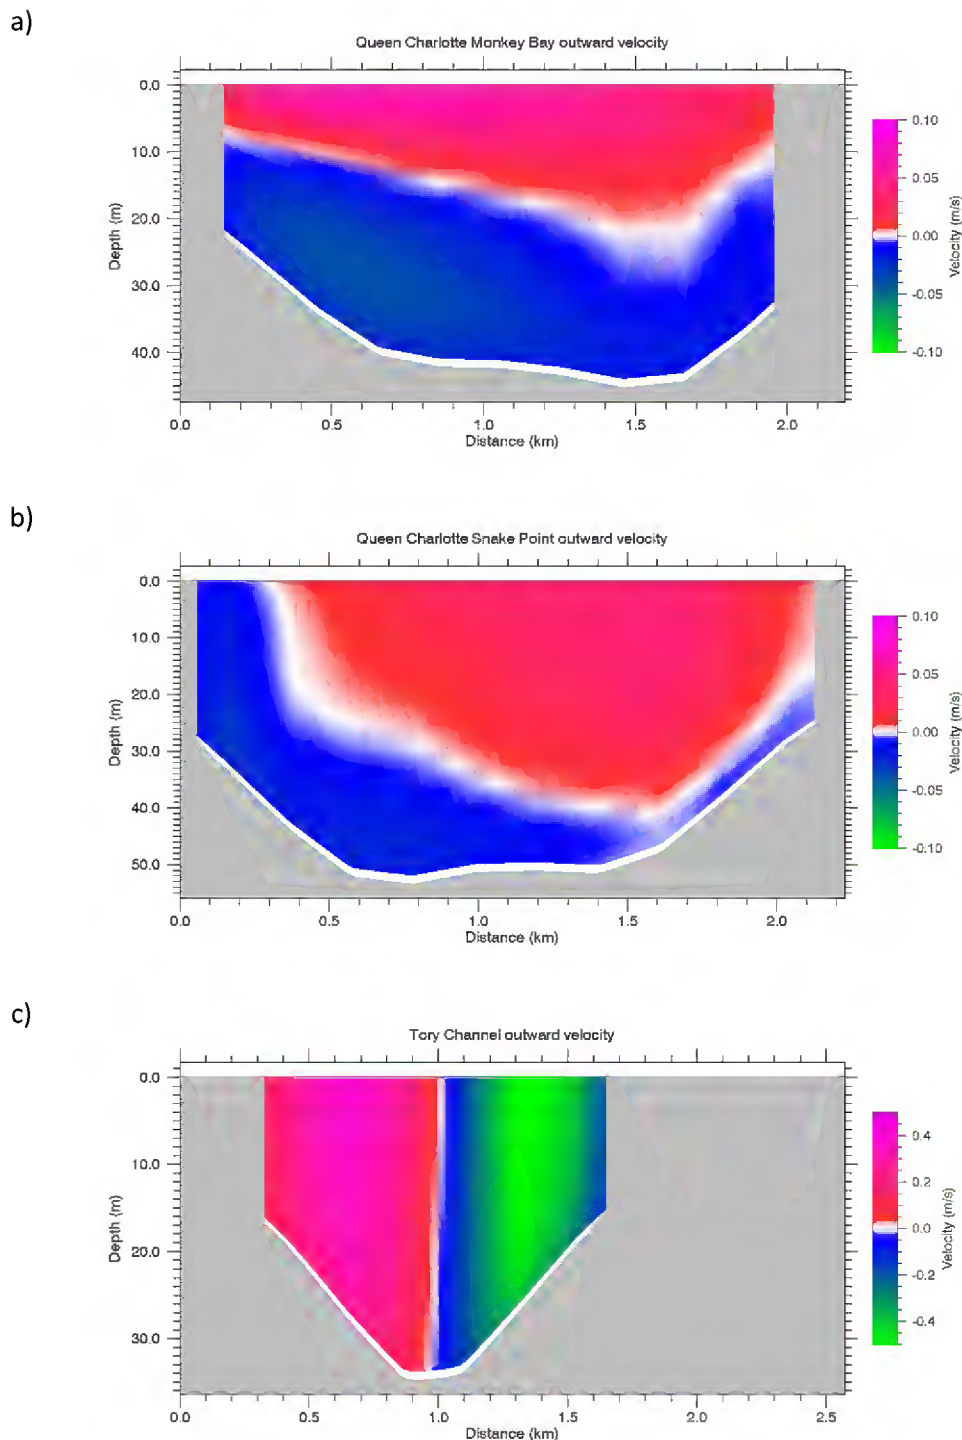 a)
Queen Charlotte Monkey Bay outward velocity
0.0
10.0
20.0
30.0
40.0
Depth (m)
0.0 0.5 1.0 1.5 2.0
Distance (km)
0.10
0.05
0.00
-0.05
-0.10
Velocity (m/s)
b)
Queen Charlotte Snake Point outward velocity
0.0
10.0
20.0
30.0
40.0
50.0
Depth (m)
0.0 0.5 1.0 1.5 2.0
Distance (km)
0.10
0.05
0.00
-0.05
-0.10
Velocity (m/s)
c)
Tory Channel outward velocity
0.0
10.0
20.0
30.0
Depth (m)
0.0 0.5 1.0 1.5 2.0 2.5
Distance (km)
0.4
0.2
0.0
-0.2
-0.4
Velocity (m/s)